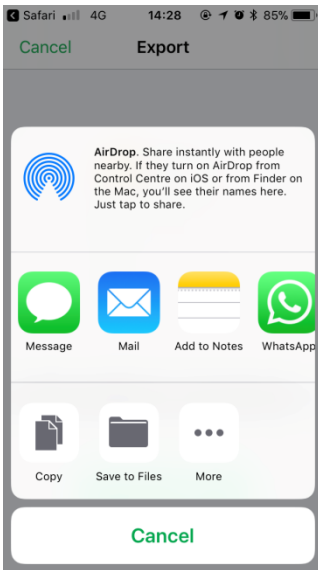 Safari 4G 14:28 85%
Cancel Export
AirDrop. Share instantly with people
nearby. If they turn on AirDrop from
Control Centre on iOS or from Finder on
the Mac, you'll see their names here.
Just tap to share.
Message Mail Add to Notes WhatsApp
Copy Save to Files More
Cancel